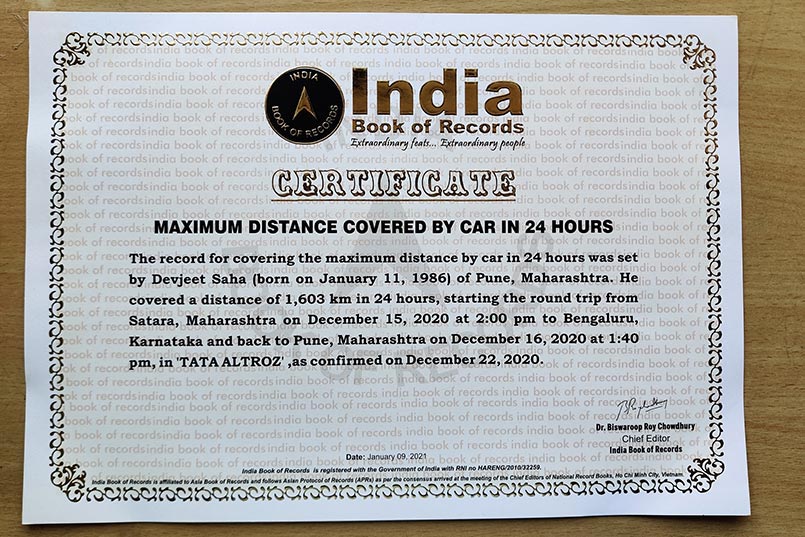 INDIA
BOOK OF RECORDS
India
Book of Records
Extraordinary feats... Extraordinary people
CERTIFICATE
MAXIMUM DISTANCE COVERED BY CAR IN 24 HOURS
The record for covering the maximum distance by car in 24 hours was set
by Devjeet Saha (born on January 11, 1986) of Pune, Maharashtra. He
covered a distance of 1,603 km in 24 hours, starting the round trip from
Satara, Maharashtra on December 15, 2020 at 2:00 pm to Bengaluru,
Karnataka and back to Pune, Maharashtra on December 16, 2020 at 1:40
pm, in 'TATA ALTROZ' ,as confirmed on December 22, 2020.
Dr. Biswaroop Roy Chowdhury
Chief Editor
India Book of Records
Date: January 09, 2021
India Book of Records is registered with the Government of India with RNI no HARENG/2010/32259.
India Book of Records is affiliated to Asia Book of Records and follows Asian Protocol of Records (APRs) as per the consensus arrived at the meeting of the Chief Editors of National Record Books, Ho Chi Minh City, Vietnam.